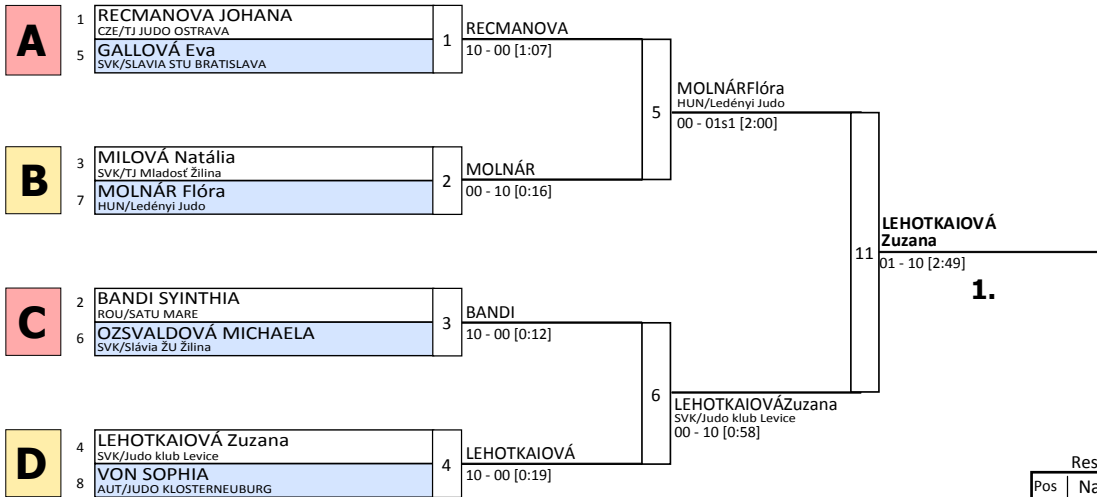 A
1 RECMANOVA JOHANA
CZE/TJ JUDO OSTRAVA
5 GALLOVÁ Eva
SVK/SLAVIA STU BRATISLAVA
1
RECMANOVA
10 - 00 [1:07]
B
3 MILOVÁ Natália
SVK/TJ Mladosť Žilina
7 MOLNÁR Flóra
HUN/Ledényi Judo
2
MOLNÁR
00 - 10 [0:16]
5
MOLNÁRFlóra
HUN/Ledényi Judo
00 - 01s1 [2:00]
C
2 BANDI SYINTHIA
ROU/SATU MARE
6 OZSVALDOVÁ MICHAELA
SVK/Slávia ŽU Žilina
3
BANDI
10 - 00 [0:12]
D
4 LEHOTKAIOVÁ Zuzana
SVK/Judo klub Levice
8 VON SOPHIA
AUT/JUDO KLOSTERNEUBURG
4
LEHOTKAIOVÁ
10 - 00 [0:19]
6
LEHOTKAIOVÁZuzana
SVK/Judo klub Levice
00 - 10 [0:58]
11
LEHOTKAIOVÁ
Zuzana
01 - 10 [2:49]
1.
Res
Pos Na